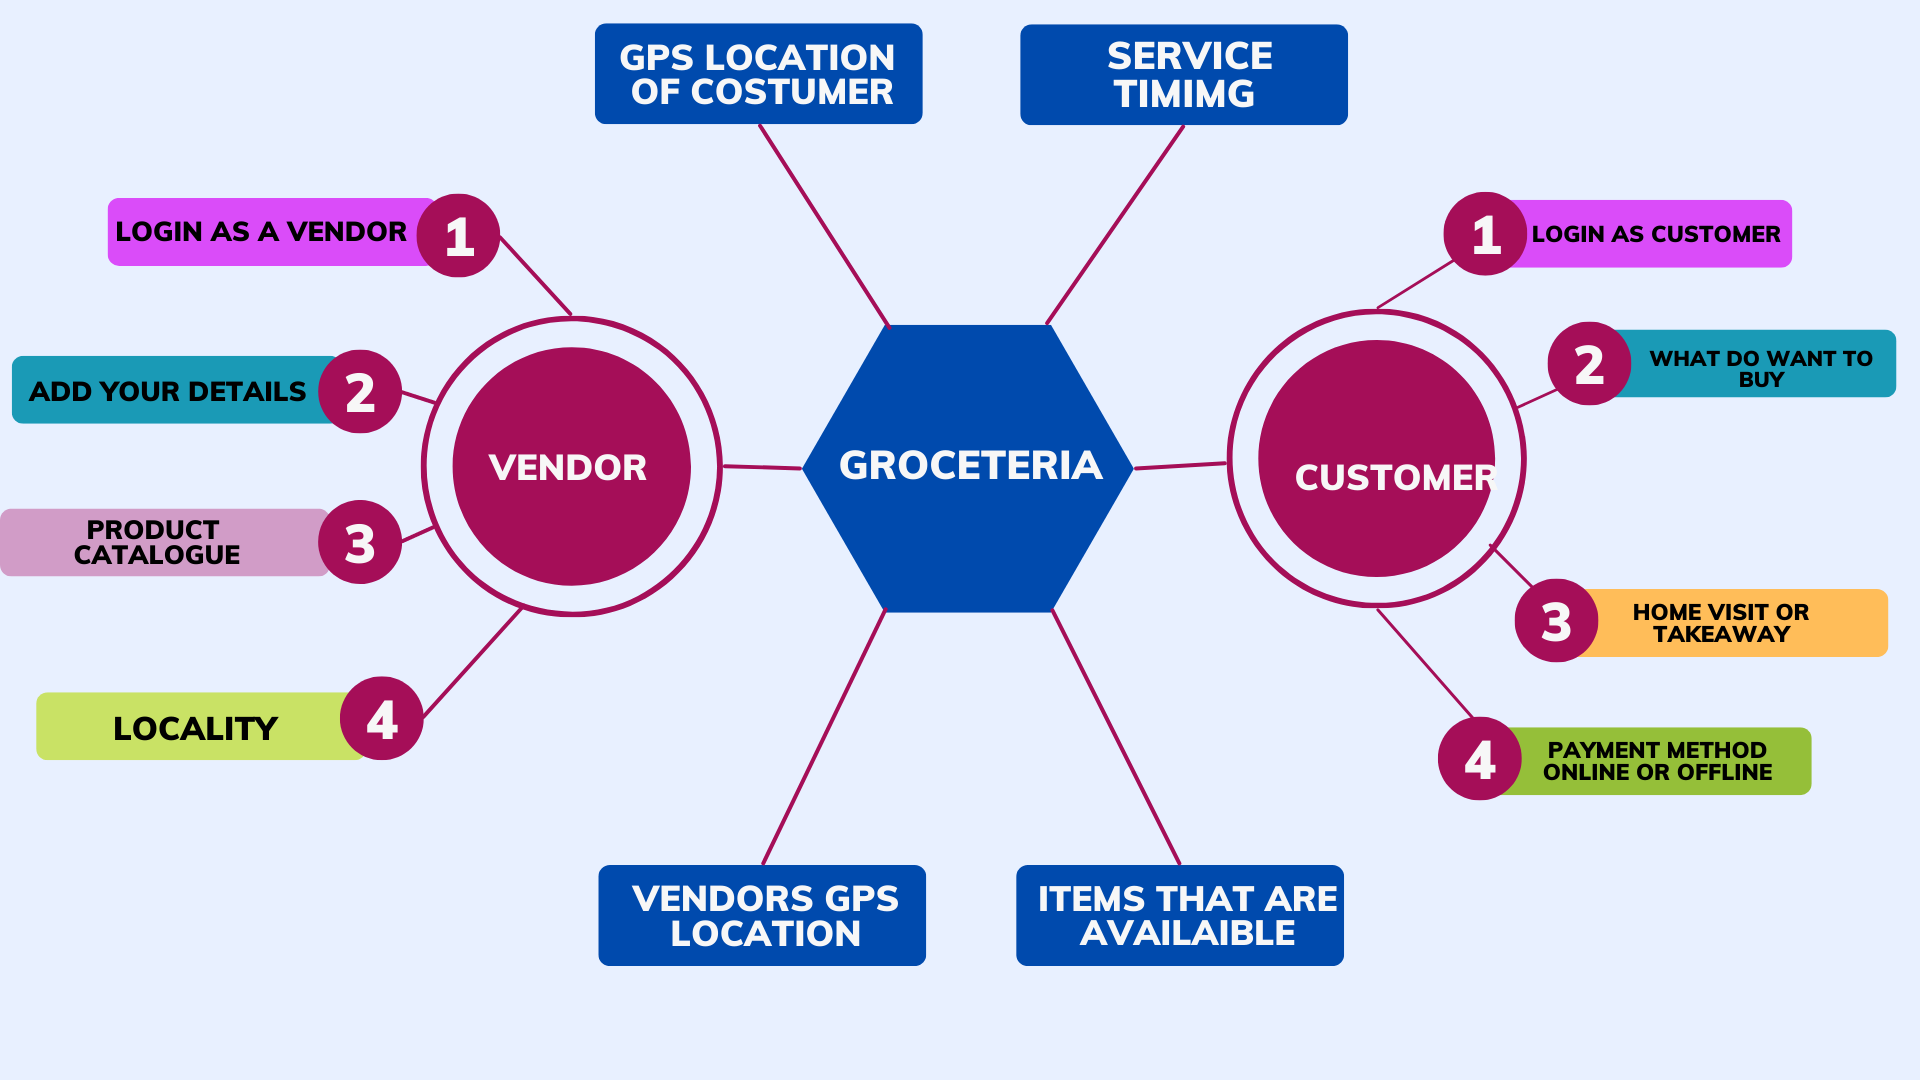 GPS LOCATION
OF COSTUMER
SERVICE
TIMIMG
LOGIN AS A VENDOR
1
ADD YOUR DETAILS
2
PRODUCT
CATALOGUE
3
LOCALITY
4
VENDOR
GROCETERIA
CUSTOMER
1
LOGIN AS CUSTOMER
2
WHAT DO WANT TO
BUY
3
HOME VISIT OR
TAKEAWAY
4
PAYMENT METHOD
ONLINE OR OFFLINE
VENDORS GPS
LOCATION
ITEMS THAT ARE
AVAILAIBLE